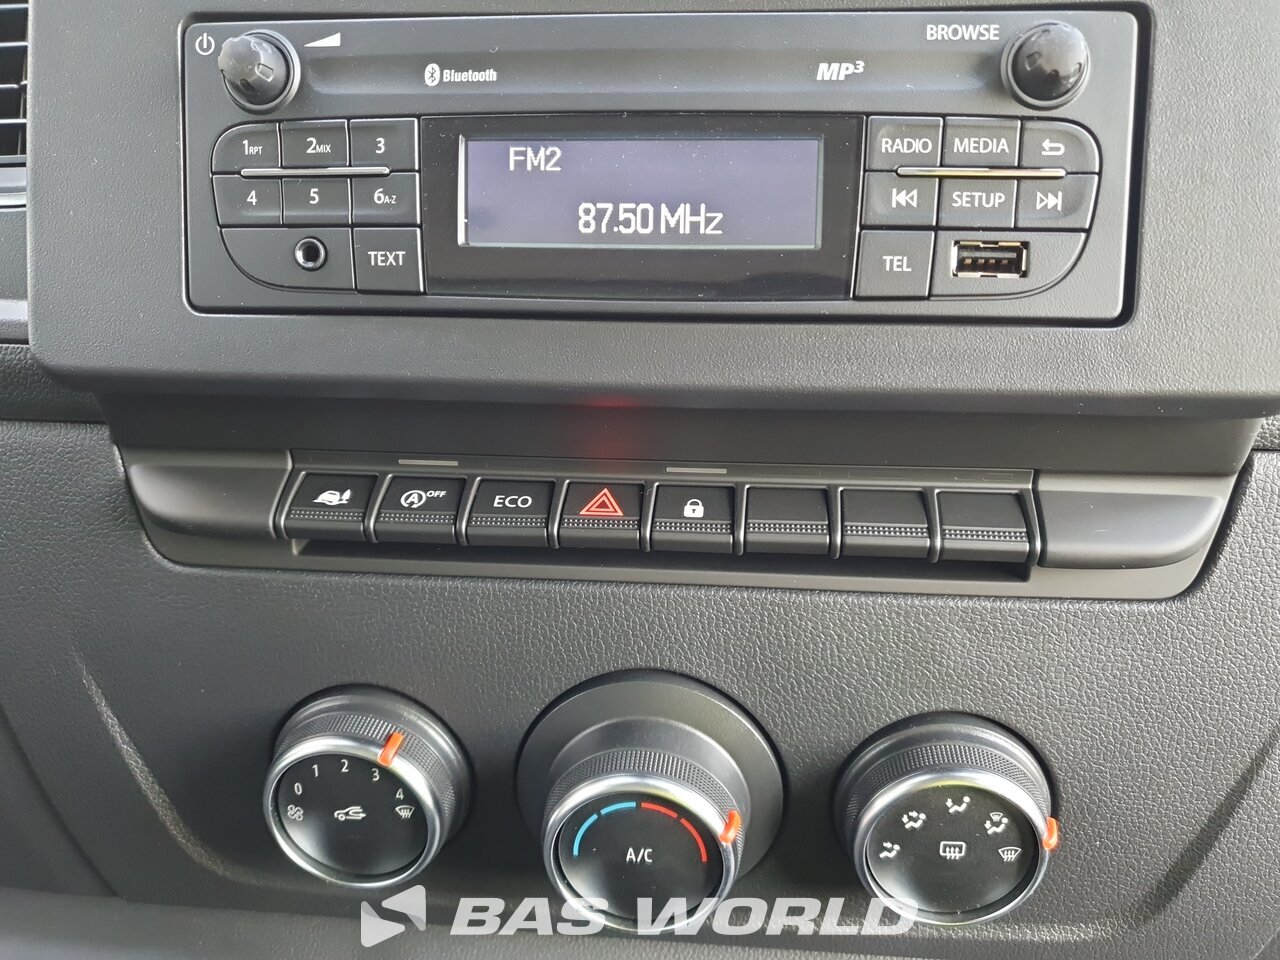 BROWSE
Bluetooth
MP3
1RPT
2MIX
3
FM2
RADIO
MEDIA
4
5
6A-Z
87.50 MHz
SETUP
TEXT
TEL
A OFF
ECO
0
1
2
3
4
A/C
BAS WORLD